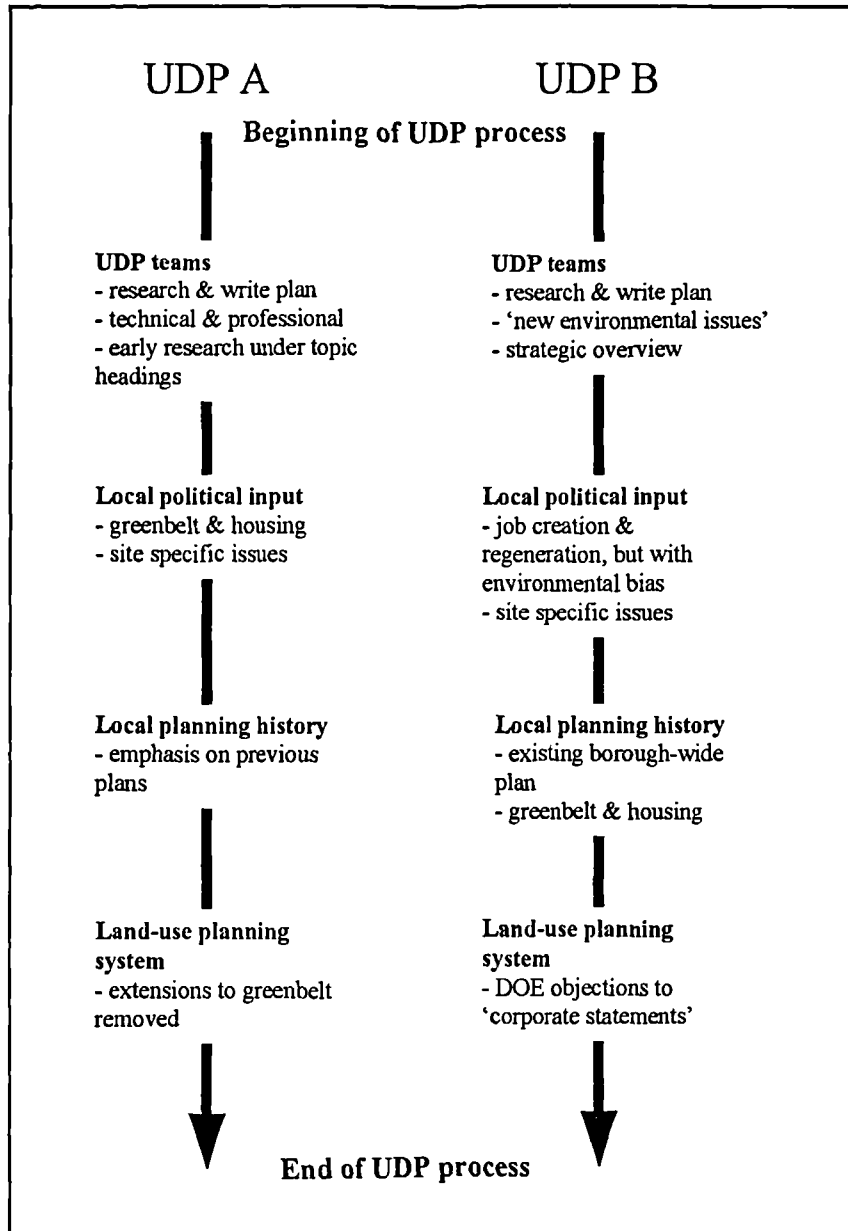 UDP A
UDP B
Beginning of UDP process
UDP teams
- research & write plan
- technical & professional
- early research under topic
headings
UDP teams
- research & write plan
- ‘new environmental issues’
- strategic overview
Local political input
- greenbelt & housing
- site specific issues
Local political input
- job creation &
regeneration, but with
environmental bias
- site specific issues
Local planning history
- emphasis on previous
plans
Local planning history
- existing borough-wide
plan
- greenbelt & housing
Land-use planning
system
- extensions to greenbelt
removed
Land-use planning
system
- DOE objections to
‘corporate statements’
End of UDP process